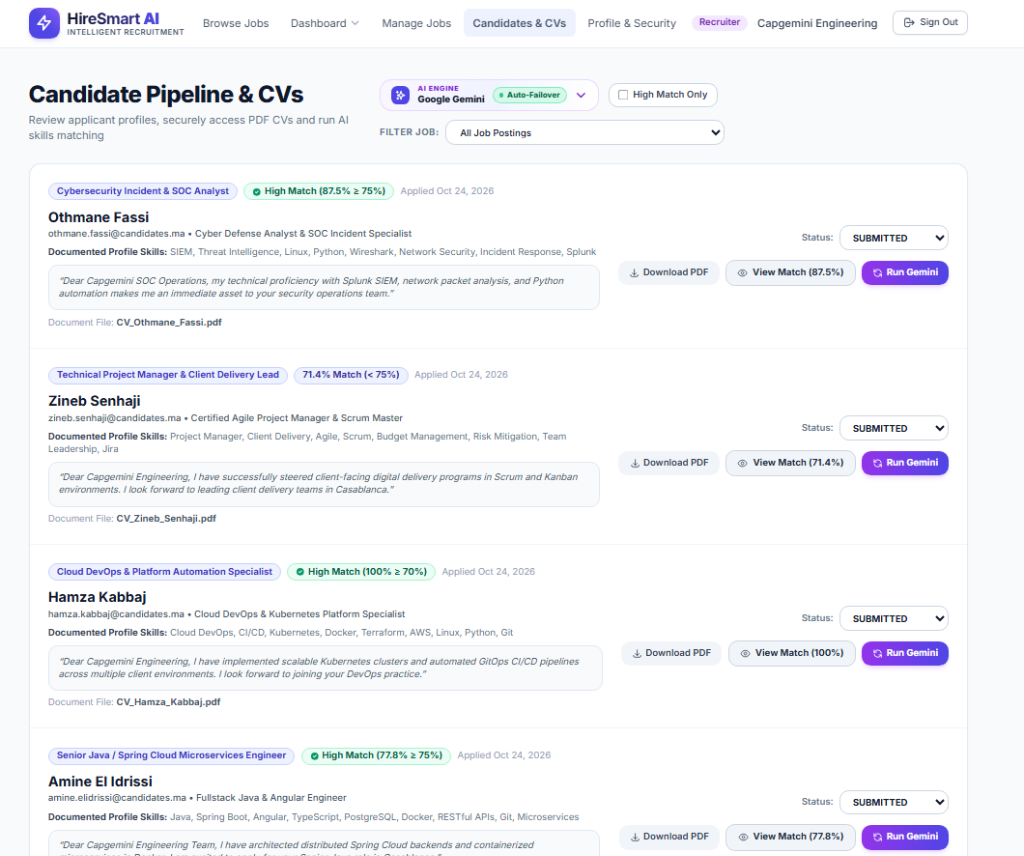 HireSmart AI
INTELLIGENT RECRUITMENT
Browse Jobs
Dashboard
Manage Jobs
Candidates & CVs
Profile & Security
Recruiter
Capgemini Engineering
Sign Out
Candidate Pipeline & CVs
Review applicant profiles, securely access PDF CVs and run AI
skills matching
AI ENGINE
Google Gemini
Auto-Failover
High Match Only
FILTER JOB:
All Job Postings
Cybersecurity Incident & SOC Analyst
High Match (87.5% ≥ 75%)
Applied Oct 24, 2026
Othmane Fassi
othmane.fassi@candidates.ma • Cyber Defense Analyst & SOC Incident Specialist
Documented Profile Skills: SIEM, Threat Intelligence, Linux, Python, Wireshark, Network Security, Incident Response, Splunk
"Dear Capgemini SOC Operations, my technical proficiency with Splunk SIEM, network packet analysis, and Python
automation makes me an immediate asset to your security operations team."
Document File: CV_Othmane_Fassi.pdf
Status:
SUBMITTED
Download PDF
View Match (87.5%)
Run Gemini
Technical Project Manager & Client Delivery Lead
71.4% Match (< 75%)
Applied Oct 24, 2026
Zineb Senhaji
zineb.senhaji@candidates.ma • Certified Agile Project Manager & Scrum Master
Documented Profile Skills: Project Manager, Client Delivery, Agile, Scrum, Budget Management, Risk Mitigation, Team
Leadership, Jira
"Dear Capgemini Engineering, I have successfully steered client-facing digital delivery programs in Scrum and Kanban
environments. I look forward to leading client delivery teams in Casablanca."
Document File: CV_Zineb_Senhaji.pdf
Status:
SUBMITTED
Download PDF
View Match (71.4%)
Run Gemini
Cloud DevOps & Platform Automation Specialist
High Match (100% ≥ 70%)
Applied Oct 24, 2026
Hamza Kabbaj
hamza.kabbaj@candidates.ma • Cloud DevOps & Kubernetes Platform Specialist
Documented Profile Skills: Cloud DevOps, CI/CD, Kubernetes, Docker, Terraform, AWS, Linux, Python, Git
"Dear Capgemini Engineering, I have implemented scalable Kubernetes clusters and automated GitOps CI/CD pipelines
across multiple client environments. I look forward to joining your DevOps practice."
Document File: CV_Hamza_Kabbaj.pdf
Status:
SUBMITTED
Download PDF
View Match (100%)
Run Gemini
Senior Java / Spring Cloud Microservices Engineer
High Match (77.8% ≥ 75%)
Applied Oct 24, 2026
Amine El Idrissi
amine.elidrissi@candidates.ma • Fullstack Java & Angular Engineer
Documented Profile Skills: Java, Spring Boot, Angular, TypeScript, PostgreSQL, Docker, RESTful APIs, Git, Microservices
"Dear Capgemini Engineering Team, I have architected distributed Spring Cloud backends and containerized
Status:
SUBMITTED
Download PDF
View Match (77.8%)
Run Gemini